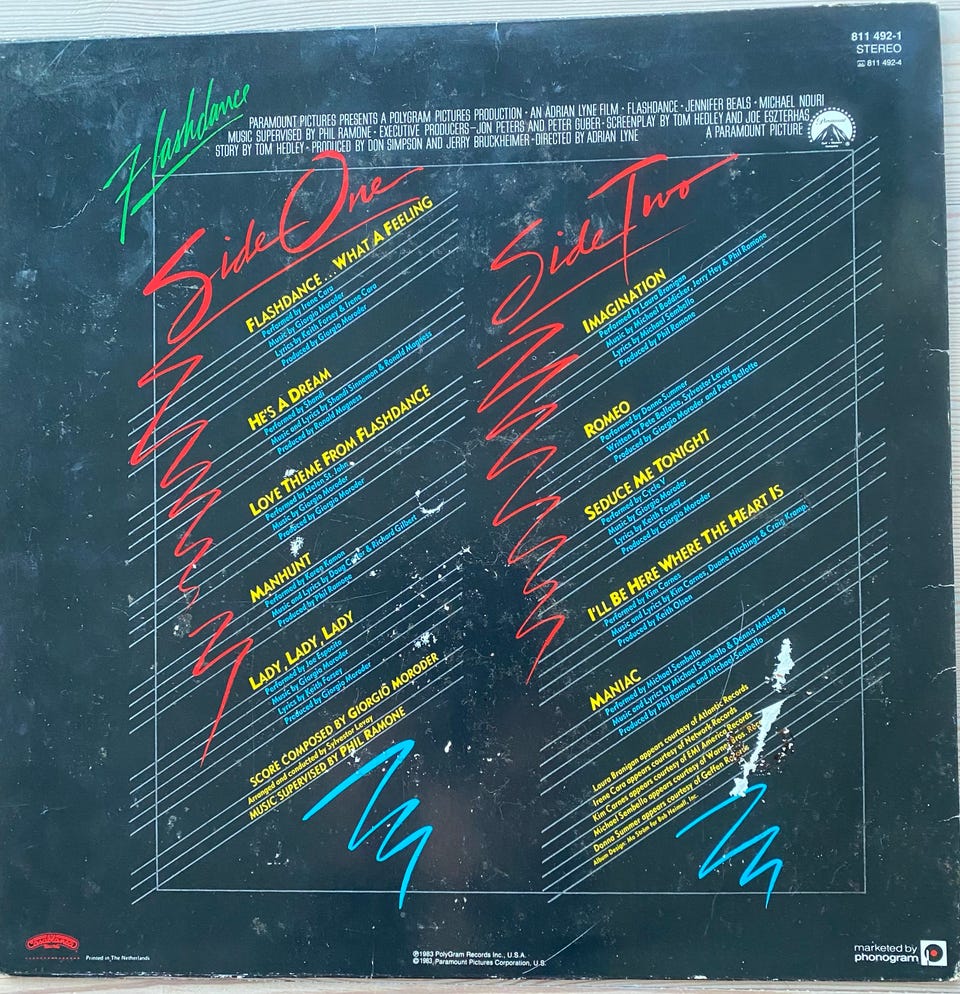 811 492-1
STEREO
811 492-4
Flashdance
PARAMOUNT PICTURES PRESENTS A POLYGRAM PICTURES PRODUCTION · AN ADRIAN LYNE FILM · FLASHDANCE · JENNIFER BEALS · MICHAEL NOURI
MUSIC SUPERVISED BY PHIL RAMONE · EXECUTIVE PRODUCERS–JON PETERS AND PETER GUBER · SCREENPLAY BY TOM HEDLEY AND JOE ESZTERHAS
STORY BY TOM HEDLEY · PRODUCED BY DON SIMPSON AND JERRY BRUCKHEIMER · DIRECTED BY ADRIAN LYNE
A PARAMOUNT PICTURE
Paramount
Side One
FLASHDANCE . . . WHAT A FEELING
Performed by Irene Cara
Music by Giorgio Moroder
Lyrics by Keith Forsey & Irene Cara
Produced by Giorgio Moroder
HE'S A DREAM
Performed by Shandi
Music and Lyrics by Shandi Sinnamon & Ronald Magness
Produced by Ronald Magness
LOVE THEME FROM FLASHDANCE
Performed by Helen St. John
Music by Giorgio Moroder
Produced by Giorgio Moroder
MANHUNT
Performed by Karen Kamon
Music and Lyrics by Doug Cotler & Richard Gilbert
Produced by Phil Ramone
LADY, LADY, LADY
Performed by Joe Esposito
Music by Giorgio Moroder
Lyrics by Keith Forsey
Produced by Giorgio Moroder
SCORE COMPOSED BY GIORGIO MORODER
Arranged and conducted by Sylvester Levay
MUSIC SUPERVISED BY PHIL RAMONE
Side Two
IMAGINATION
Performed by Laura Branigan
Music by Michael Boddicker, Jerry Hey & Phil Ramone
Lyrics by Michael Sembello
Produced by Phil Ramone
ROMEO
Performed by Donna Summer
Written by Pete Bellotte, Sylvester Levay
Produced by Giorgio Moroder and Pete Bellotte
SEDUCE ME TONIGHT
Performed by Cycle V
Music by Giorgio Moroder
Lyrics by Keith Forsey
Produced by Giorgio Moroder
I'LL BE HERE WHERE THE HEART IS
Performed by Kim Carnes
Music and Lyrics by Kim Carnes, Duane Hitchings & Craig Kramp.
Produced by Keith Olsen
MANIAC
Performed by Michael Sembello
Music and Lyrics by Michael Sembello & Dennis Matkosky
Produced by Phil Ramone and Michael Sembello
Laura Branigan appears courtesy of Atlantic Records
Irene Cara appears courtesy of Network Records
Kim Carnes appears courtesy of EMI America Records
Michael Sembello appears courtesy of Warner Bros.
Donna Summer appears courtesy of Geffen Records
Album Design: Mo Ström for Bob Heimall, Inc.
Casablanca
Printed in The Netherlands
℗1983 PolyGram Records Inc., U.S.A.
©1983 Paramount Pictures Corporation, U.S.
marketed by
phonogram